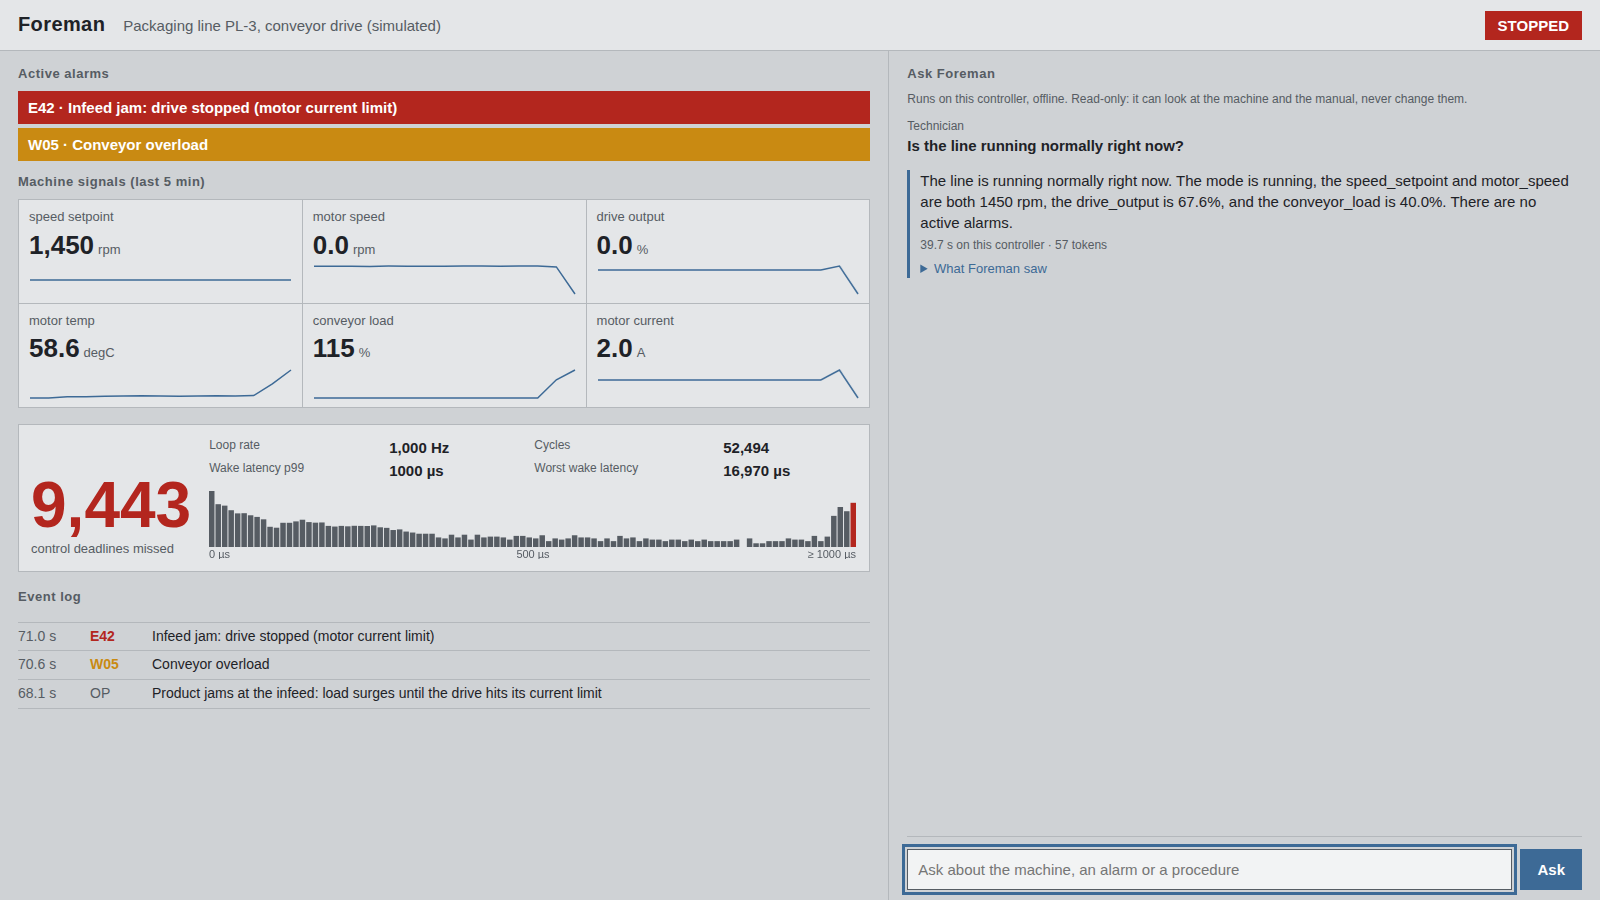 Foreman
Packaging line PL-3, conveyor drive (simulated)
STOPPED
Active alarms
E42 · Infeed jam: drive stopped (motor current limit)
W05 · Conveyor overload
Machine signals (last 5 min)
speed setpoint
1,450 rpm
motor speed
0.0 rpm
drive output
0.0 %
motor temp
58.6 degC
conveyor load
115 %
motor current
2.0 A
9,443
control deadlines missed
Loop rate
1,000 Hz
Cycles
52,494
Wake latency p99
1000 µs
Worst wake latency
16,970 µs
0 µs
500 µs
≥ 1000 µs
Event log
71.0 s E42 Infeed jam: drive stopped (motor current limit)
70.6 s W05 Conveyor overload
68.1 s OP Product jams at the infeed: load surges until the drive hits its current limit
Ask Foreman
Runs on this controller, offline. Read-only: it can look at the machine and the manual, never change them.
Technician
Is the line running normally right now?
The line is running normally right now. The mode is running, the speed_setpoint and motor_speed
are both 1450 rpm, the drive_output is 67.6%, and the conveyor_load is 40.0%. There are no
active alarms.
39.7 s on this controller · 57 tokens
What Foreman saw
Ask about the machine, an alarm or a procedure
Ask